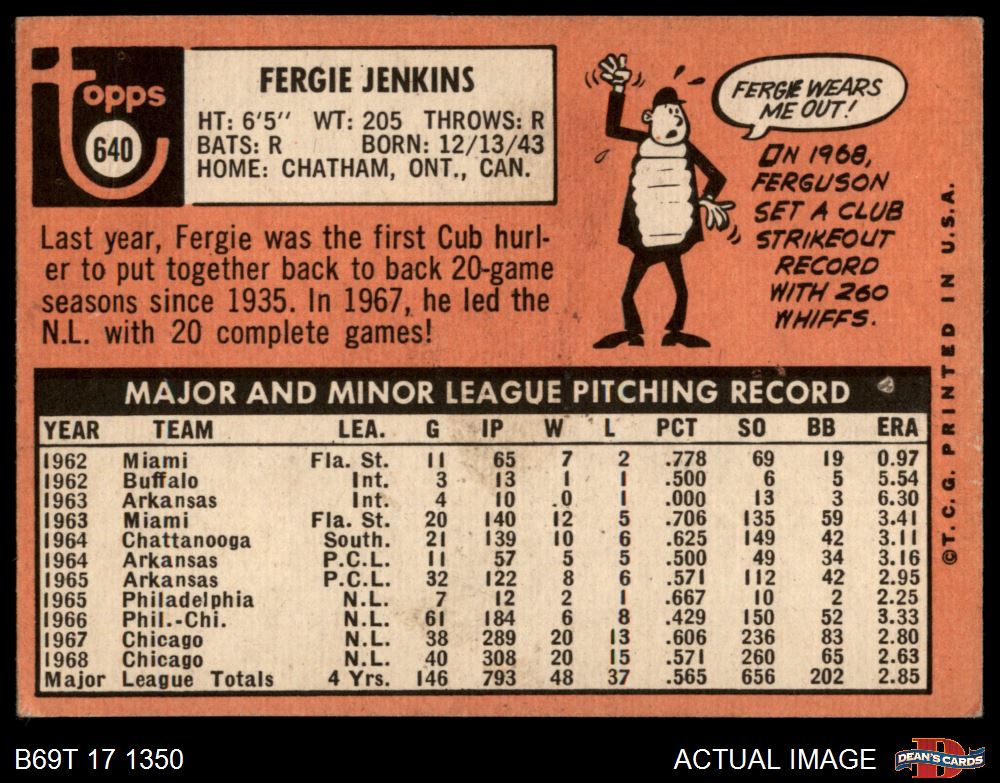 Topps
640
FERGIE JENKINS
HT: 6'5" WT: 205 THROWS: R
BATS: R BORN: 12/13/43
HOME: CHATHAM, ONT., CAN.
Last year, Fergie was the first Cub hurl-
er to put together back to back 20-game
seasons since 1935. In 1967, he led the
N.L. with 20 complete games!
FERGIE WEARS
ME OUT!
IN 1968,
FERGUSON
SET A CLUB
STRIKEOUT
RECORD
WITH 260
WHIFFS.
MAJOR AND MINOR LEAGUE PITCHING RECORD
YEAR TEAM LEA. G IP W L PCT SO BB ERA
1962 Miami Fla. St. 11 65 7 2 .778 69 19 0.97
1962 Buffalo Int. 3 13 1 1 .500 6 5 5.54
1963 Arkansas Int. 4 10 0 1 .000 13 3 6.30
1963 Miami Fla. St. 20 140 12 5 .706 135 59 3.41
1964 Chattanooga South. 21 139 10 6 .625 149 42 3.11
1964 Arkansas P.C.L. 11 57 5 5 .500 49 34 3.16
1965 Arkansas P.C.L. 32 122 8 6 .571 112 42 2.95
1965 Philadelphia N.L. 7 12 2 1 .667 10 2 2.25
1966 Phil.-Chi. N.L. 61 184 6 8 .429 150 52 3.33
1967 Chicago N.L. 38 289 20 13 .606 236 83 2.80
1968 Chicago N.L. 40 308 20 15 .571 260 65 2.63
Major League Totals 4 Yrs. 146 793 48 37 .565 656 202 2.85
©T.C.G. PRINTED IN U.S.A.
B69T 17 1350
ACTUAL IMAGE
D
DEAN'S CARDS